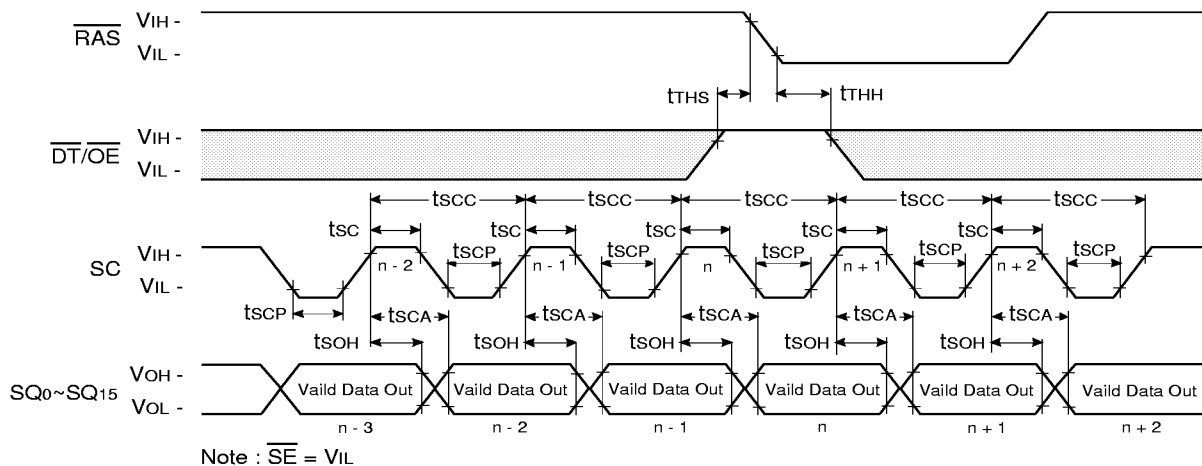 VIH -
RAS
VIL -
tTHS
tTHH
VIH -
DT/OE
VIL -
tSCC tSCC tSCC tSCC tSCC
tSC tSC tSC tSC tSC
VIH -
tSCP tSCP tSCP tSCP tSCP
SC
n - 2 n - 1 n n + 1 n + 2
VIL -
tSCP
tSCA tSCA tSCA tSCA tSCA
tSOH tSOH tSOH tSOH tSOH
VOH -
SQ0~SQ15
Vaild Data Out Vaild Data Out Vaild Data Out Vaild Data Out Vaild Data Out Vaild Data Out
VOL -
n - 3 n - 2 n - 1 n n + 1 n + 2
Note : SE = VIL